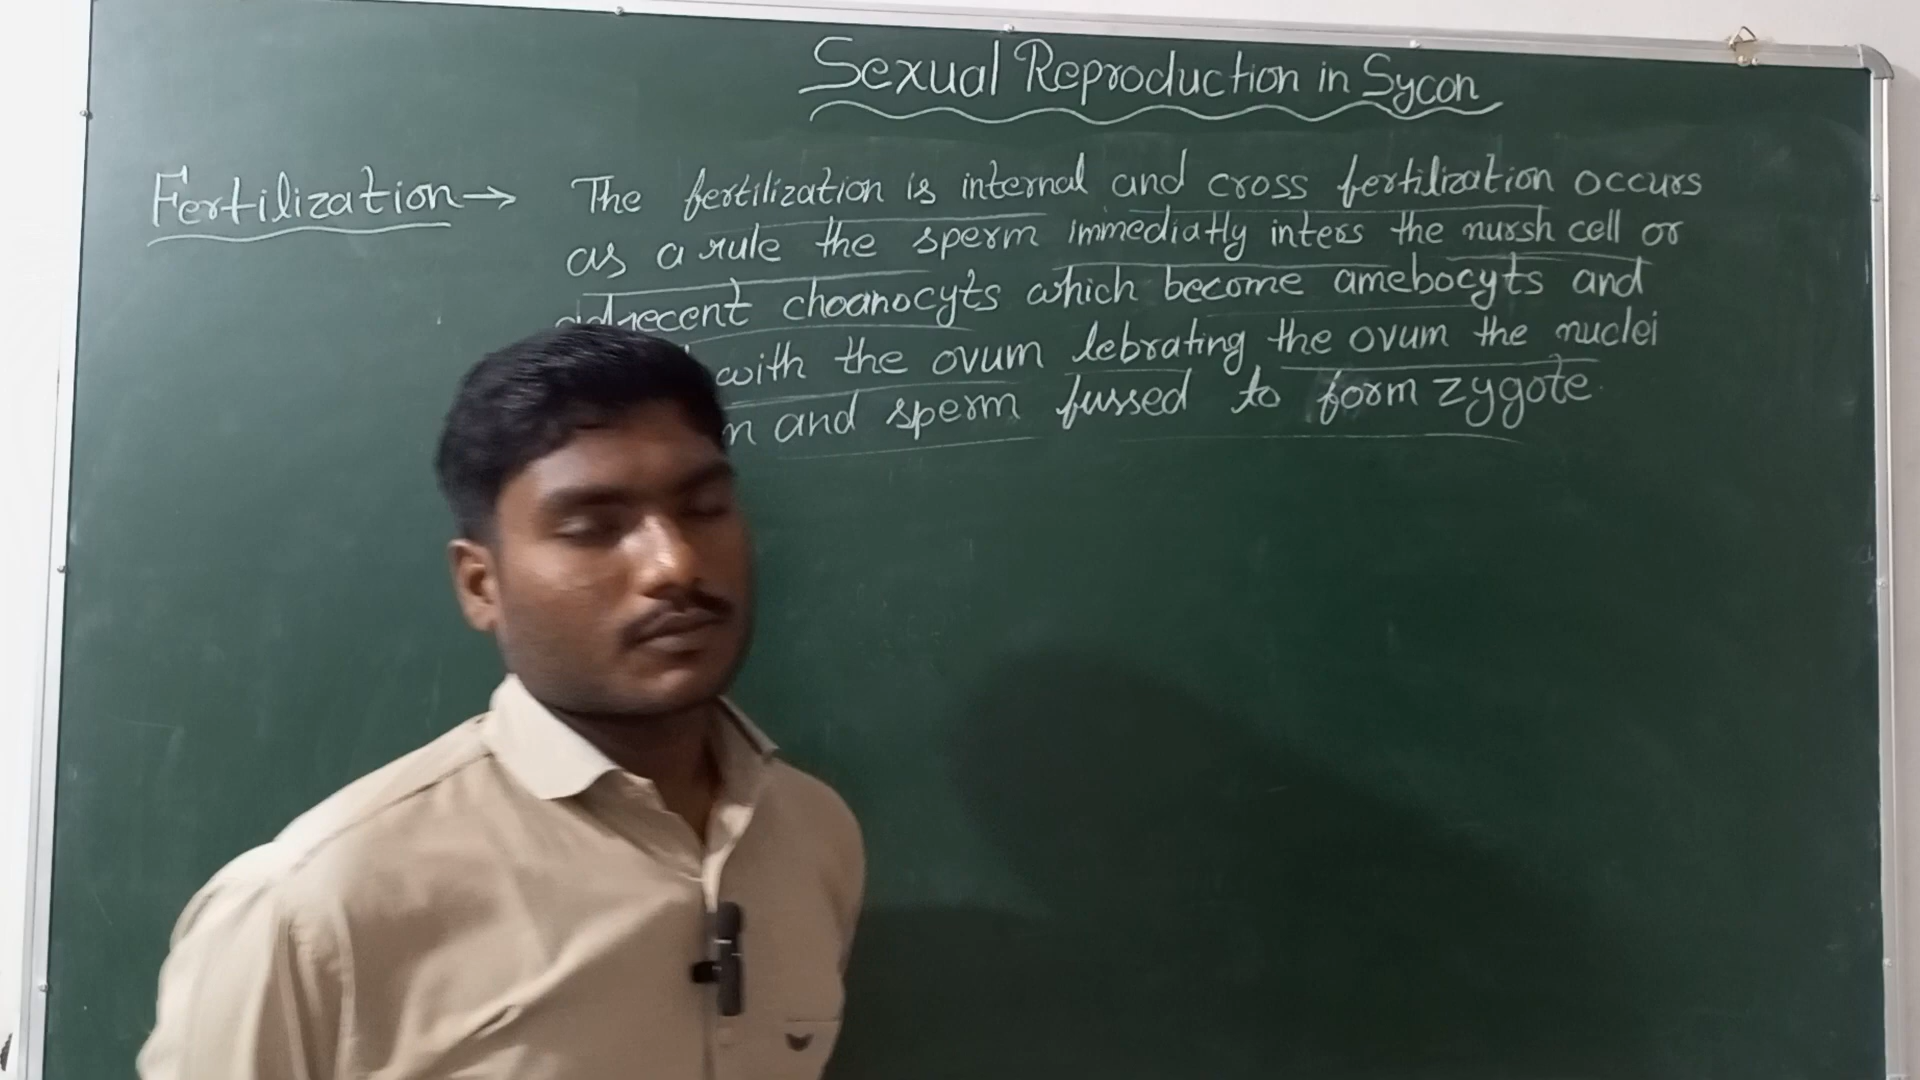 Sexual Reproduction in Sycon
Fertilization→ The fertilization is internal and cross fertilization occurs
as a rule the sperm immediatly inters the nursh cell or
adjecent choanocyts which become amebocyts and
with the ovum lebrating the ovum the nuclei
and sperm fussed to form zygote.